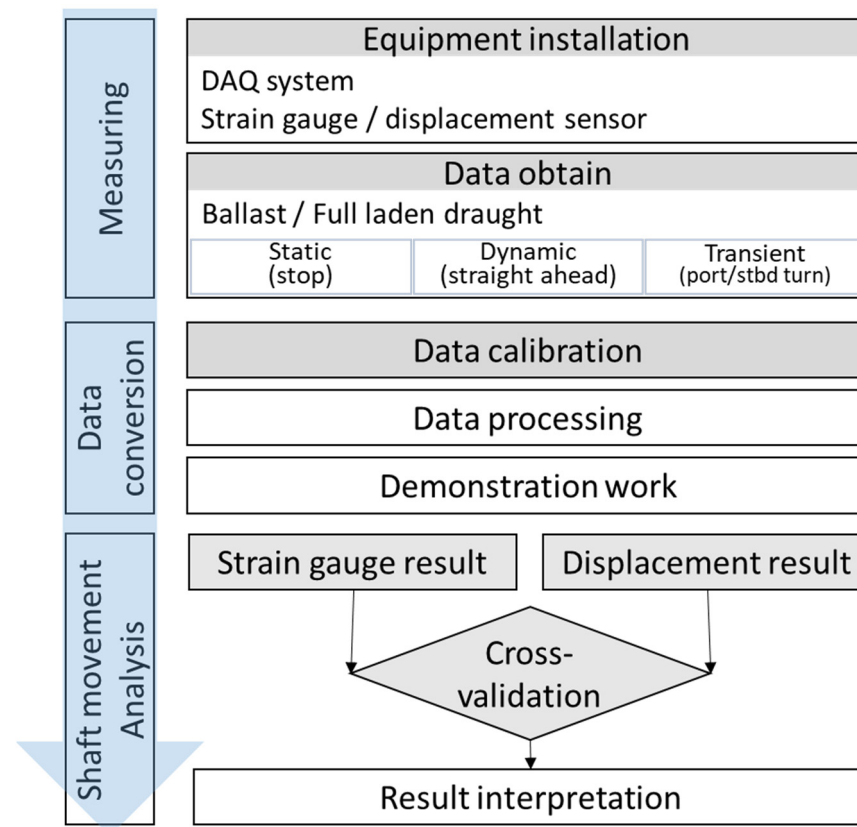 Measuring
Equipment installation
DAQ system
Strain gauge / displacement sensor
Data obtain
Ballast / Full laden draught
Static
(stop)
Dynamic
(straight ahead)
Transient
(port/stbd turn)
Data
conversion
Data calibration
Data processing
Demonstration work
Shaft movement
Analysis
Strain gauge result
Displacement result
Cross-
validation
Result interpretation